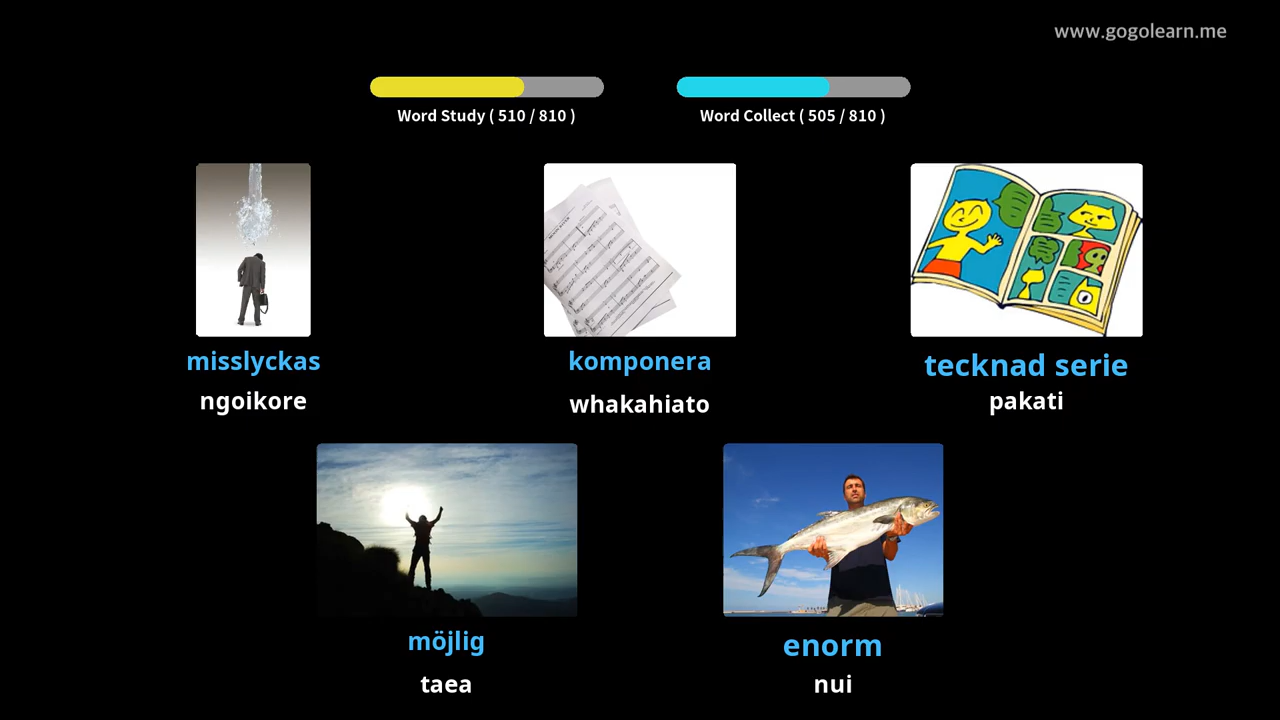 www.gogolearn.me
Word Study ( 510 / 810 )
Word Collect ( 505 / 810 )
misslyckas
ngoikore
komponera
whakahiato
tecknad serie
pakati
möjlig
taea
enorm
nui